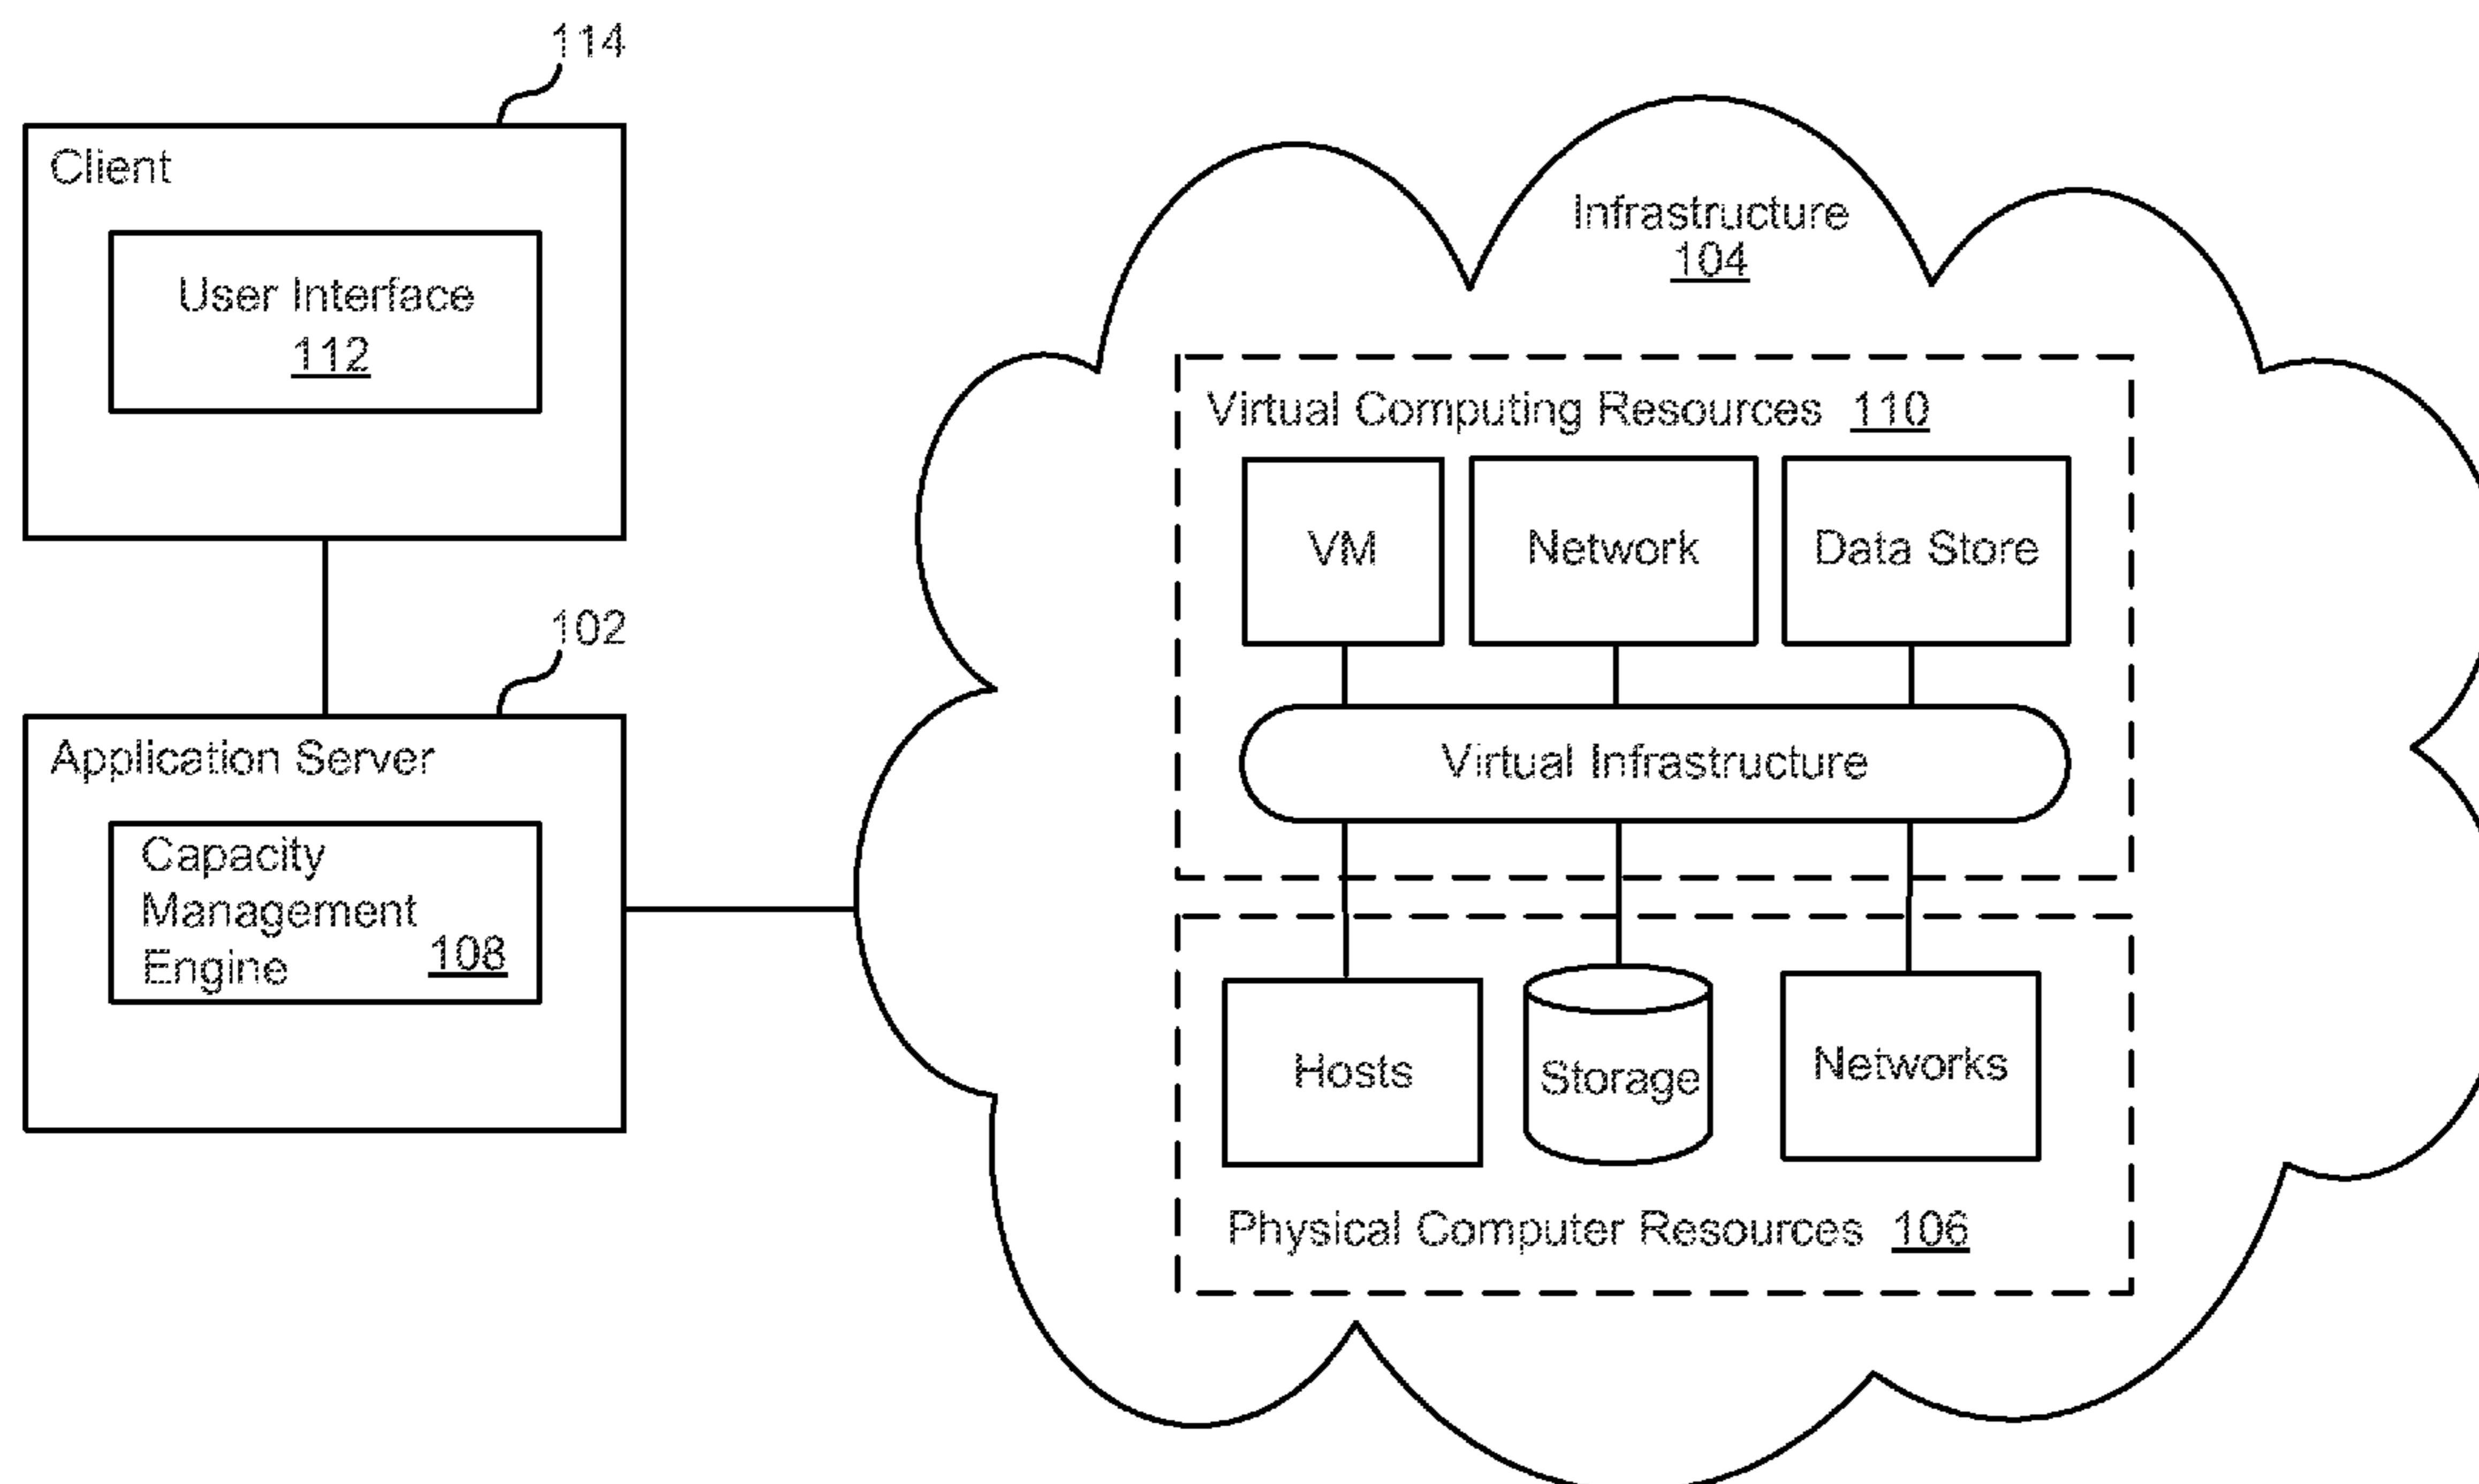 114
Client
User Interface
112
102
Application Server
Capacity
Management
Engine
108
Infrastructure
104
Virtual Computing Resources 110
VM
Network
Data Store
Virtual Infrastructure
Hosts
Storage
Networks
Physical Computer Resources 106